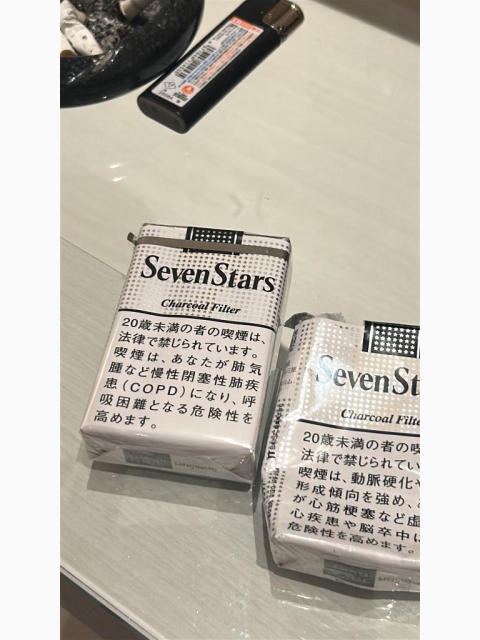 SevenStars
Charcoal Filter
20歳未満の者の喫煙は、
法律で禁じられています。
喫煙は、あなたが肺気
腫など慢性閉塞性肺疾
患(COPD)になり、呼
吸困難となる危険性を
高めます。
SevenSta
Charcoal Filte
20歳未満の者の喫
法律で禁じられてい
喫煙は、動脈硬化や
形成傾向を強め、
が心筋梗塞など虚
心疾患や脳卒中
危険性を高めます。